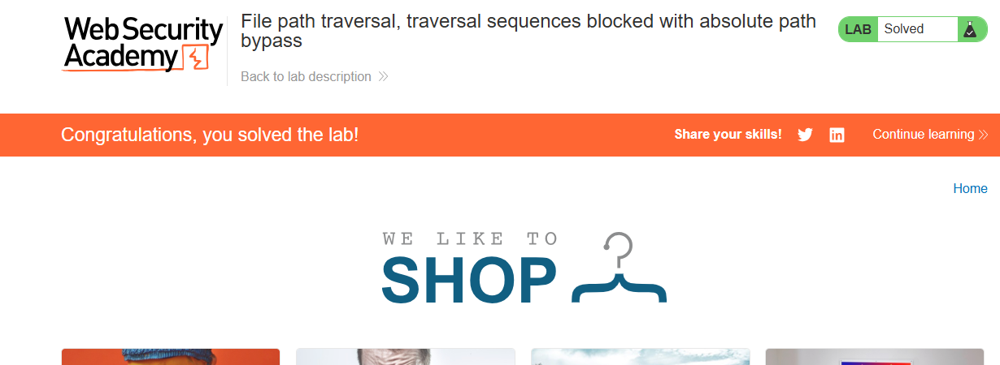 Web Security
Academy
File path traversal, traversal sequences blocked with absolute path
bypass
Back to lab description
LAB Solved
Congratulations, you solved the lab!
Share your skills!
Continue learning
Home
WE LIKE TO
SHOP